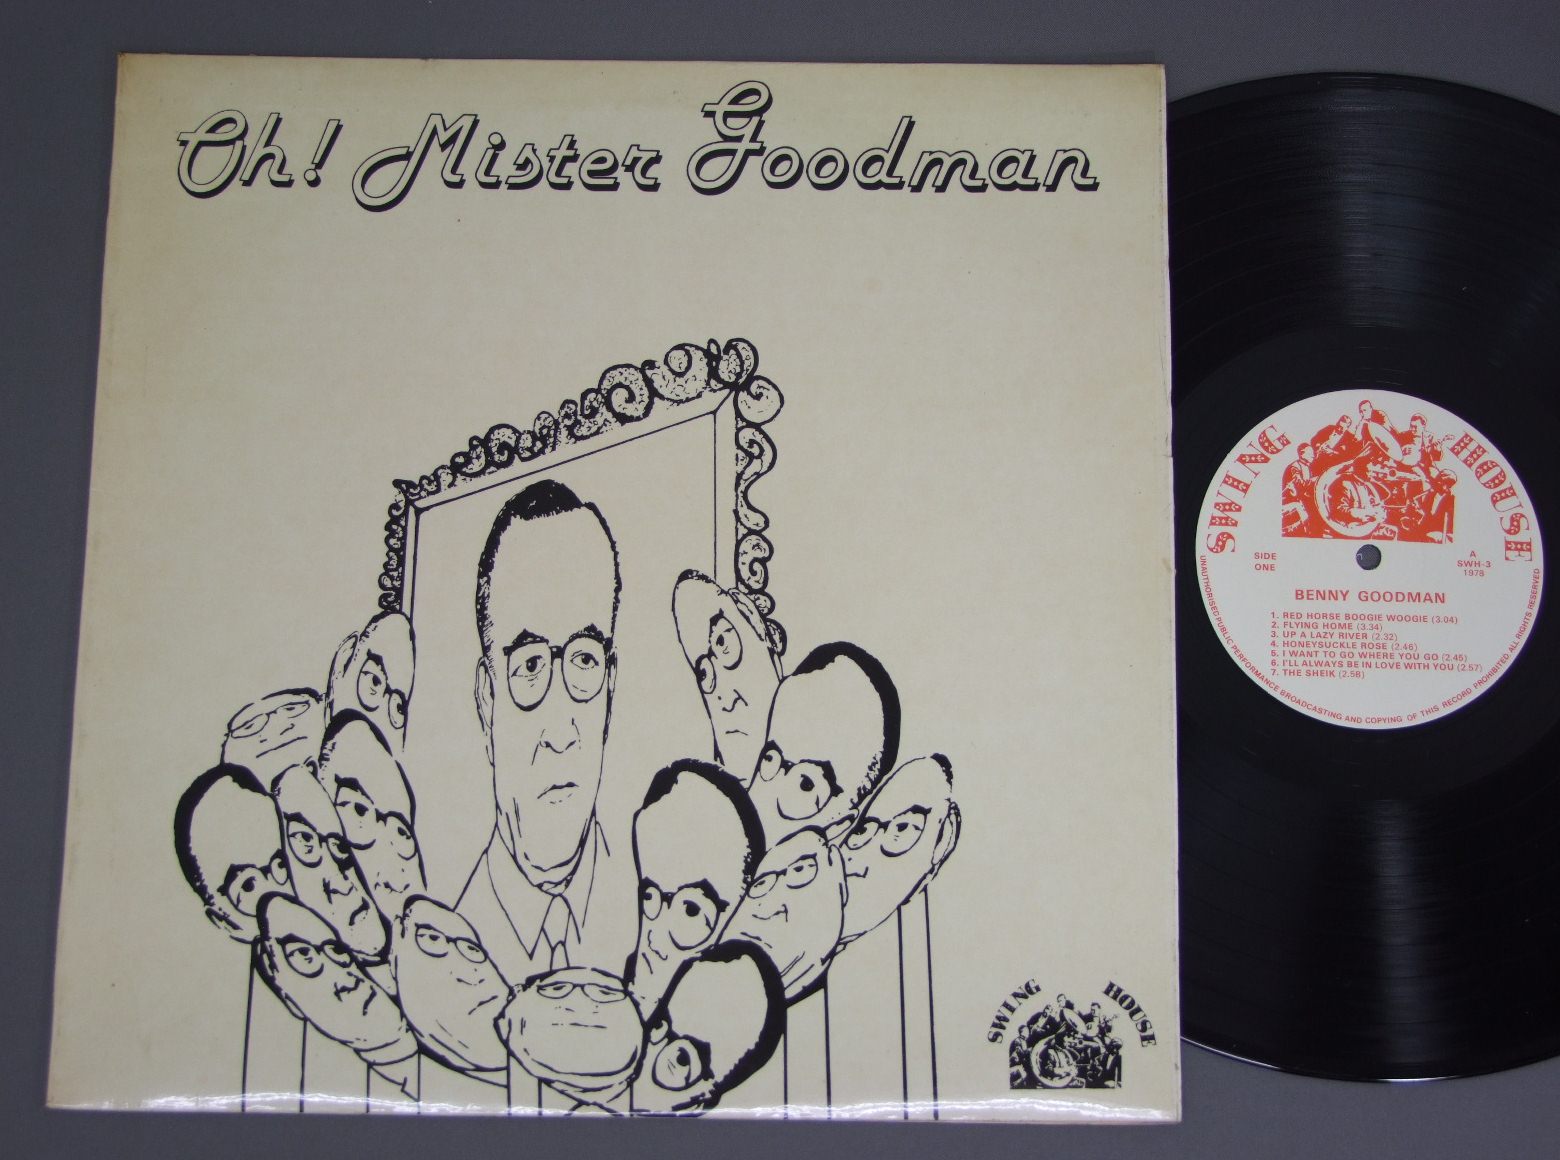 Oh! Mister Goodman
SWING HOUSE
SWING HOUSE
SIDE
ONE
A
SWH-3
1978
BENNY GOODMAN
1. RED HORSE BOOGIE WOOGIE (3.04)
2. FLYING HOME (3.34)
3. UP A LAZY RIVER (2.32)
4. HONEYSUCKLE ROSE (2.46)
5. I WANT TO GO WHERE YOU GO (2.45)
6. I'LL ALWAYS BE IN LOVE WITH YOU (2.57)
7. THE SHEIK (2.58)
UNAUTHORISED PUBLIC PERFORMANCE BROADCASTING AND COPYING OF THIS RECORD PROHIBITED. ALL RIGHTS RESERVED